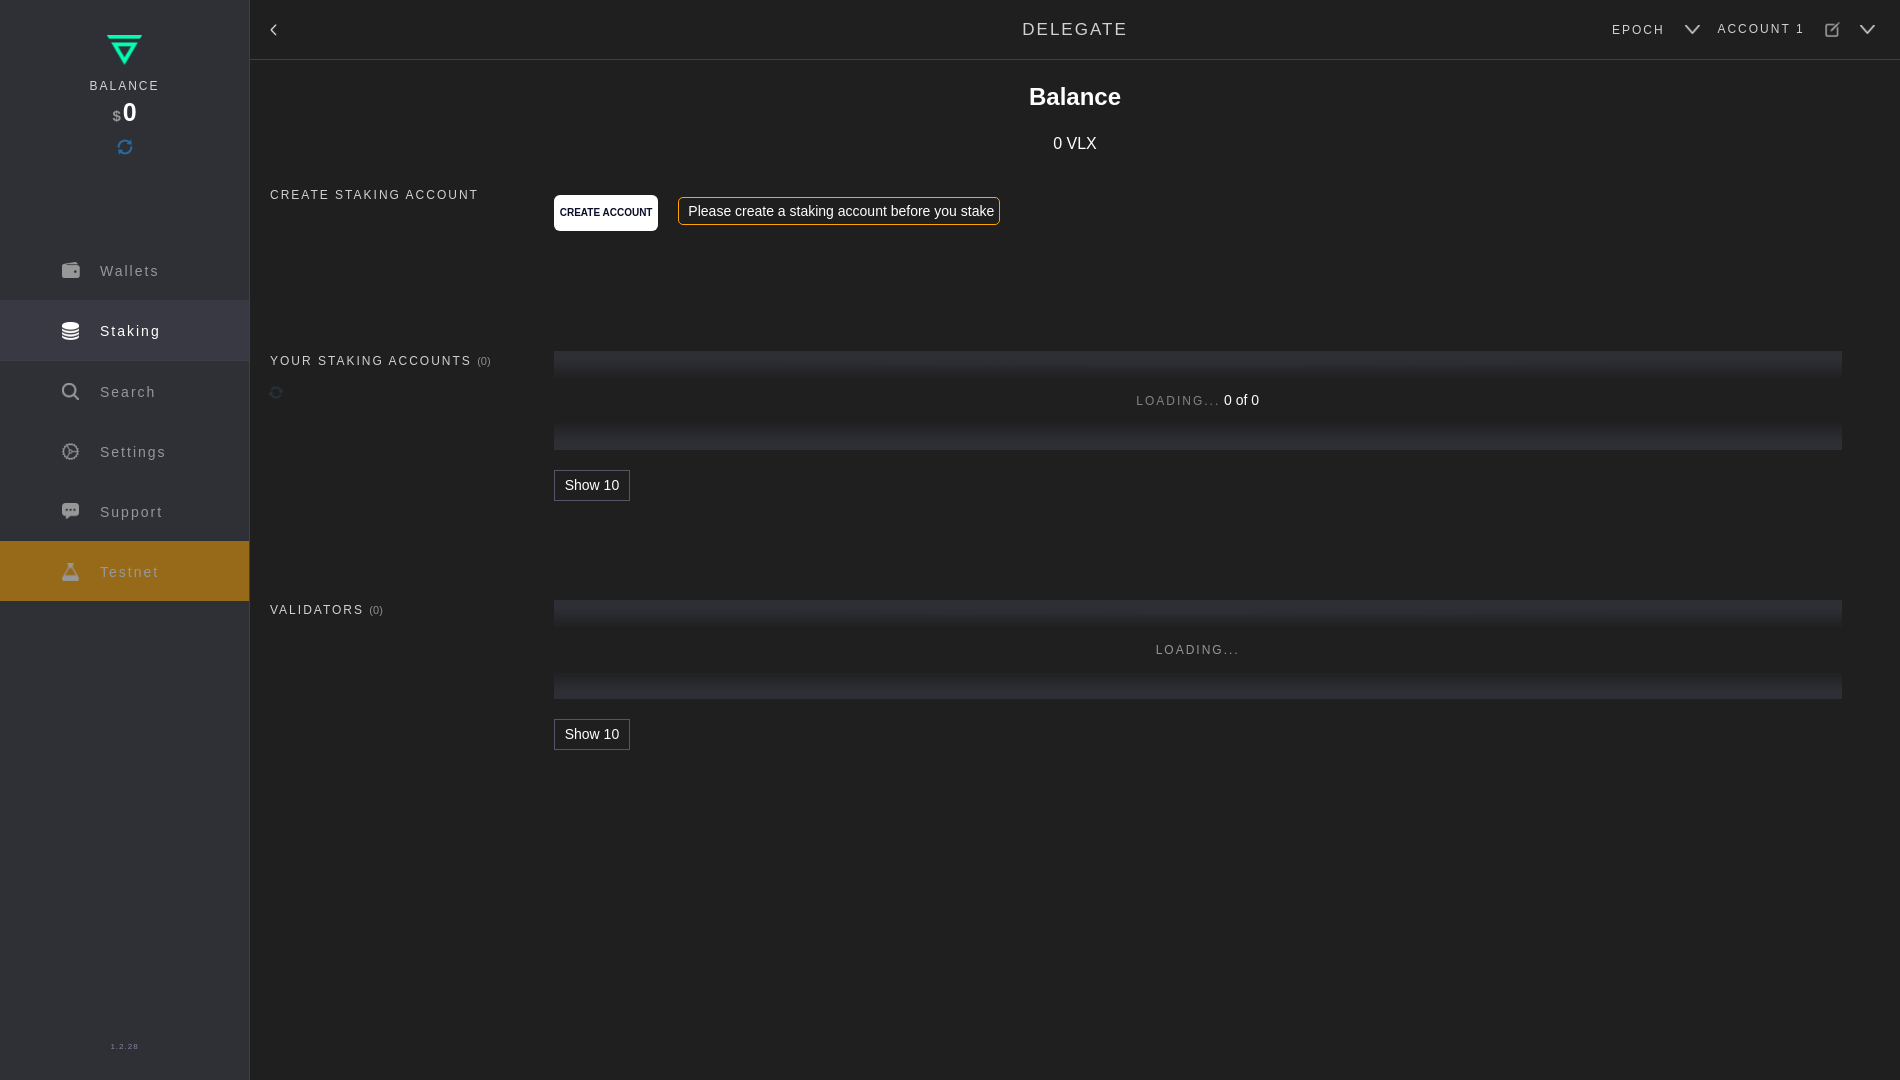 BALANCE
$0
Wallets
Staking
Search
Settings
Support
Testnet
1.2.28
DELEGATE
EPOCH
ACCOUNT 1
Balance
0 VLX
CREATE STAKING ACCOUNT
CREATE ACCOUNT
Please create a staking account before you stake
YOUR STAKING ACCOUNTS (0)
LOADING... 0 of 0
Show 10
VALIDATORS (0)
LOADING...
Show 10